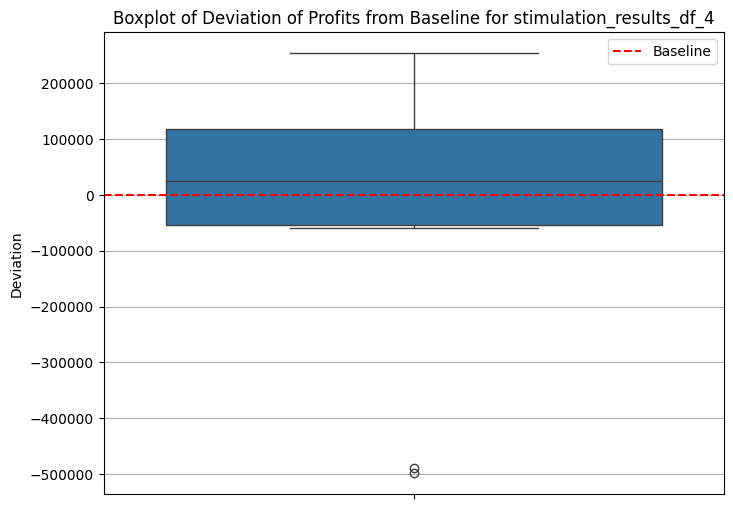 Boxplot of Deviation of Profits from Baseline for stimulation_results_df_4
Baseline
200000
100000
0
−100000
−200000
−300000
−400000
−500000
Deviation